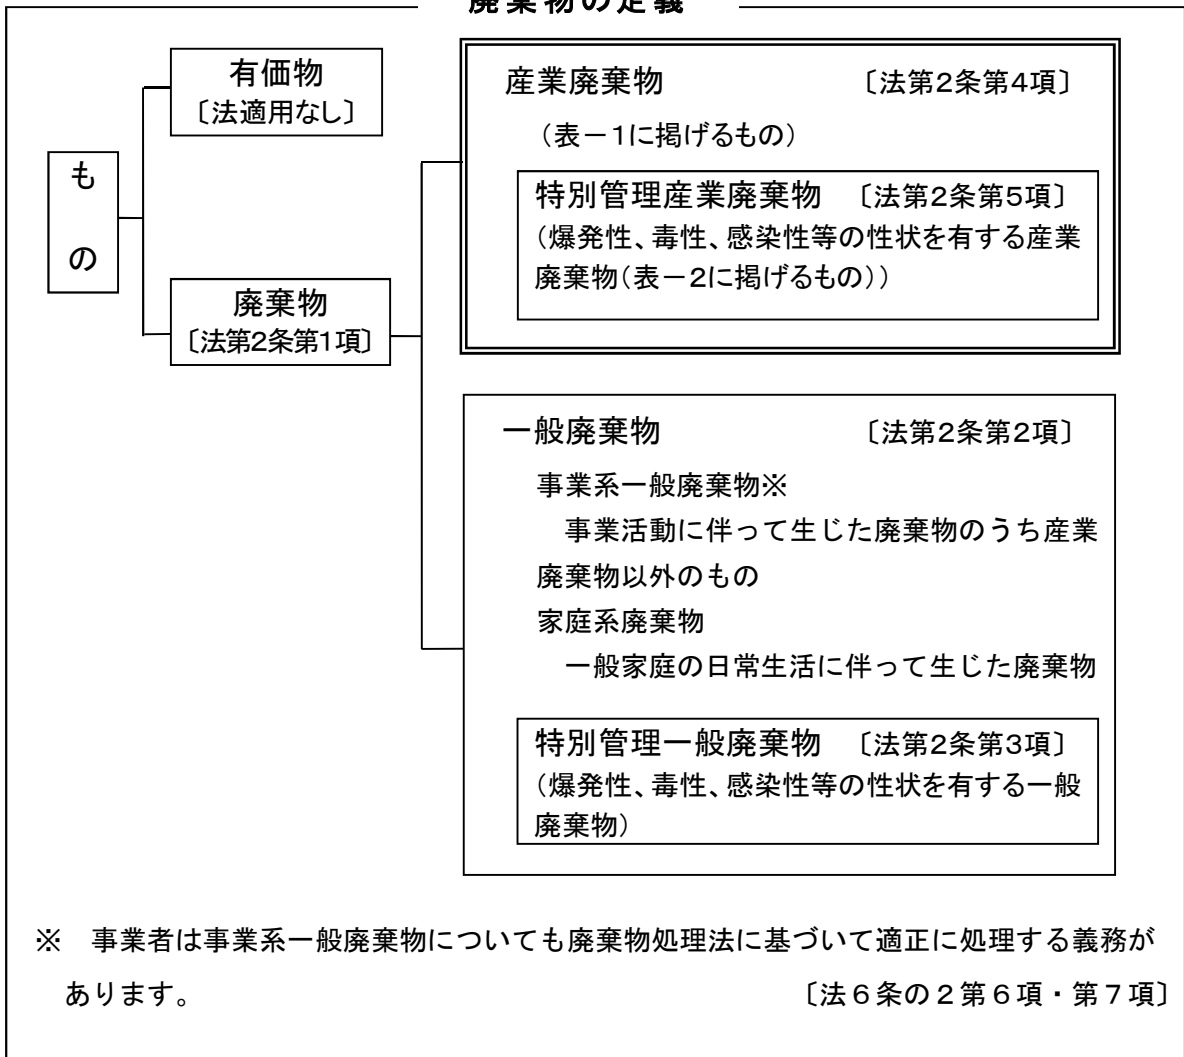 廃棄物の定義
有価物
〔法適用なし〕
もの
廃棄物
〔法第2条第1項〕
産業廃棄物 〔法第2条第4項〕
(表-1に掲げるもの)
特別管理産業廃棄物 〔法第2条第5項〕
(爆発性、毒性、感染性等の性状を有する産業
廃棄物(表-2に掲げるもの))
一般廃棄物 〔法第2条第2項〕
事業系一般廃棄物※
事業活動に伴って生じた廃棄物のうち産業
廃棄物以外のもの
家庭系廃棄物
一般家庭の日常生活に伴って生じた廃棄物
特別管理一般廃棄物 〔法第2条第3項〕
(爆発性、毒性、感染性等の性状を有する一般
廃棄物)
※ 事業者は事業系一般廃棄物についても廃棄物処理法に基づいて適正に処理する義務が
あります。 〔法6条の2第6項・第7項〕